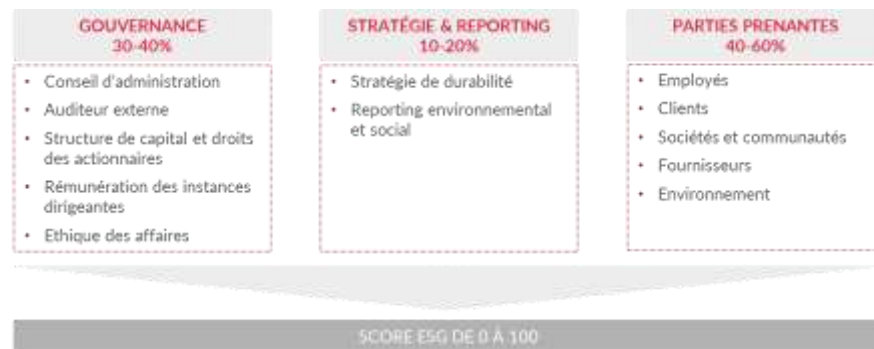 GOUVERNANCE
30-40%
• Conseil d'administration
• Auditeur externe
• Structure de capital et droits
des actionnaires
• Rémunération des instances
dirigeantes
• Ethique des affaires
STRATÉGIE & REPORTING
10-20%
• Stratégie de durabilité
• Reporting environnemental
et social
PARTIES PRENANTES
40-60%
• Employés
• Clients
• Sociétés et communautés
• Fournisseurs
• Environnement
SCORE ESG DE 0 À 100